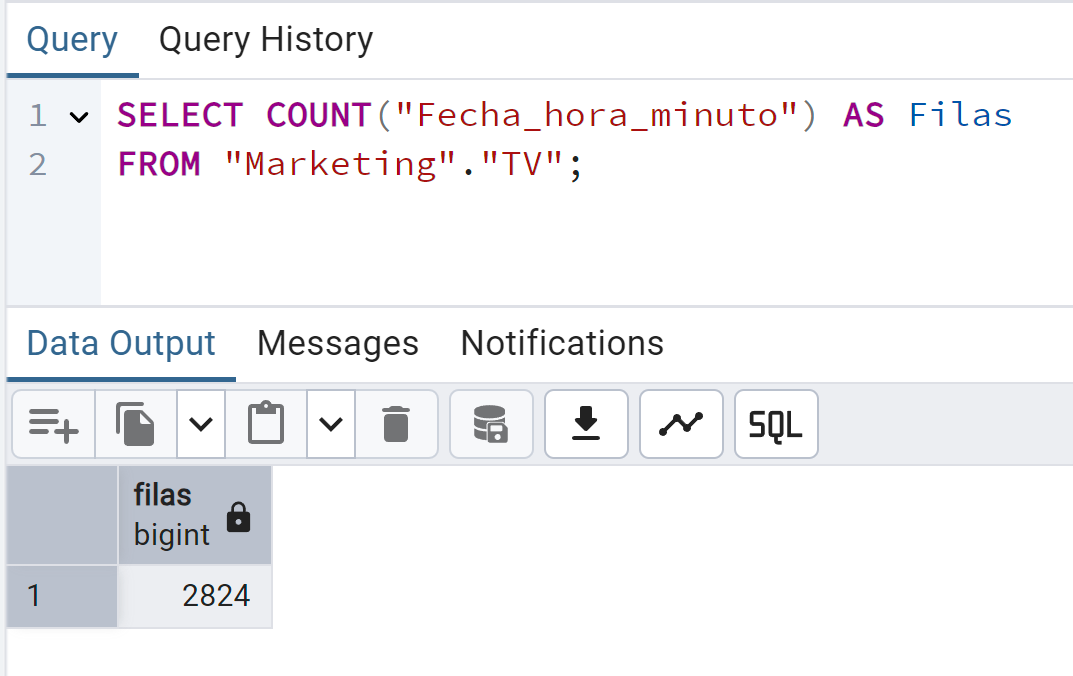 Query Query History
1 SELECT COUNT("Fecha_hora_minuto") AS Filas
2 FROM "Marketing"."TV";
Data Output Messages Notifications
SQL
filas
bigint
1 2824